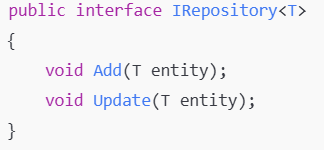 public interface IRepository<T>
{
    void Add(T entity);
    void Update(T entity);
}